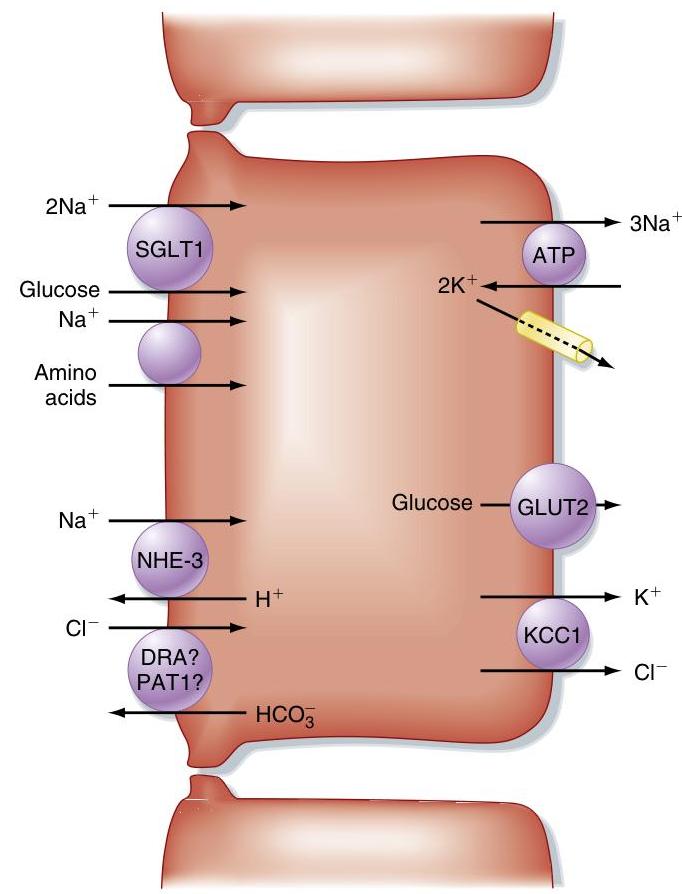 2Na⁺
SGLT1
Glucose
Na⁺
Amino
acids
Na⁺
NHE-3
H⁺
Cl⁻
DRA?
PAT1?
HCO₃⁻
3Na⁺
ATP
2K⁺
Glucose
GLUT2
K⁺
KCC1
Cl⁻